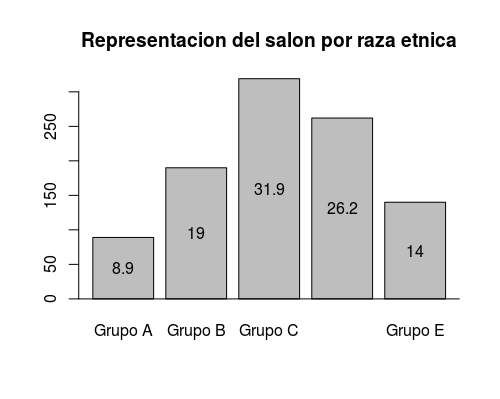 Representacion del salon por raza etnica
250
150
50
0
8.9
19
31.9
26.2
14
Grupo A
Grupo B
Grupo C
Grupo E